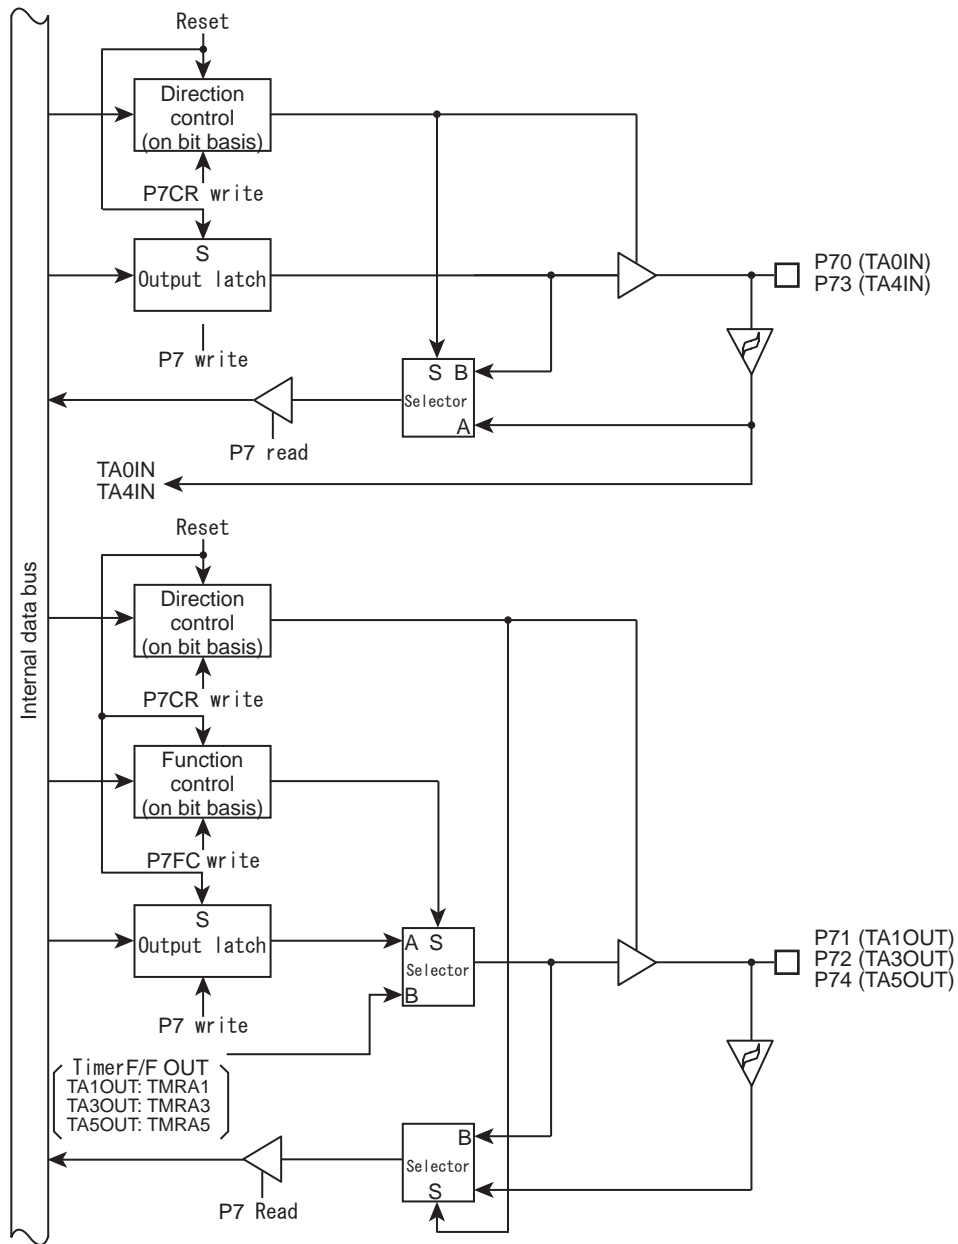 Reset
Direction
control
(on bit basis)
P7CR write
S
Output latch
P7 write
P70 (TA0IN)
P73 (TA4IN)
S B
Selector
A
P7 read
TA0IN
TA4IN
Internal data bus
Reset
Direction
control
(on bit basis)
P7CR write
Function
control
(on bit basis)
P7FC write
S
Output latch
P7 write
A S
Selector
B
P71 (TA1OUT)
P72 (TA3OUT)
P74 (TA5OUT)
TimerF/F OUT
TA1OUT: TMRA1
TA3OUT: TMRA3
TA5OUT: TMRA5
B
Selector
S
P7 Read